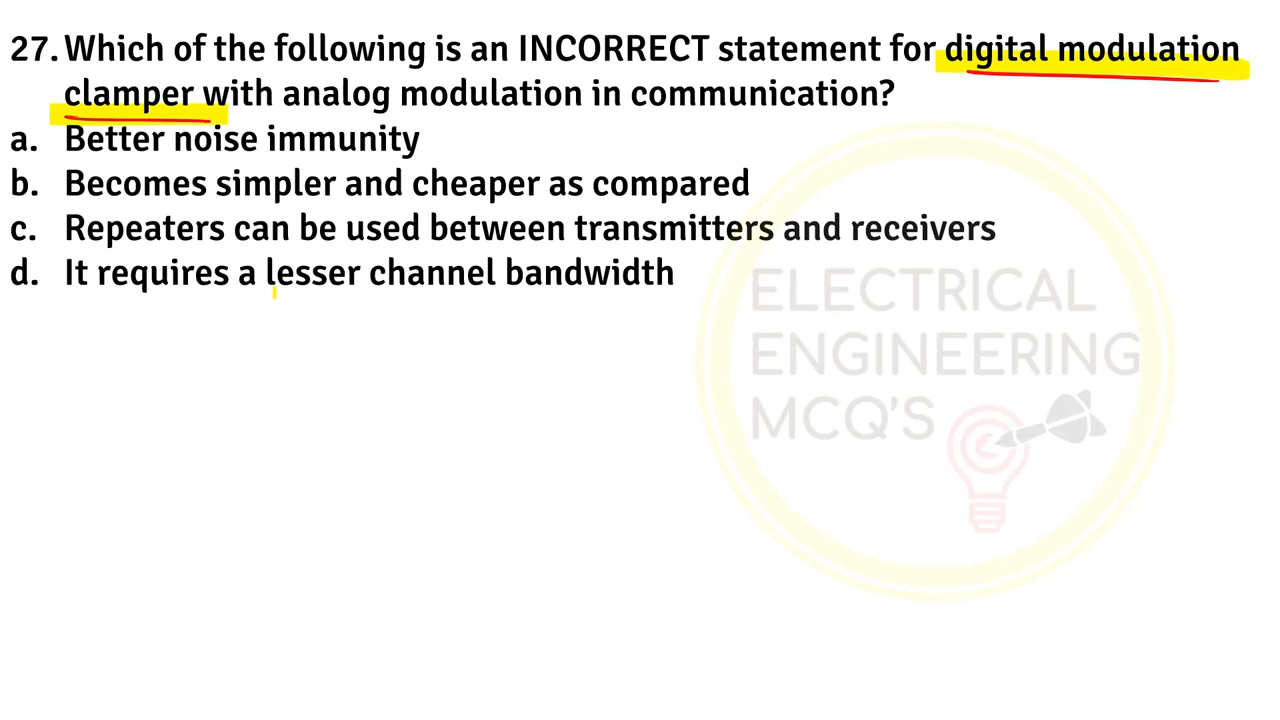 27. Which of the following is an INCORRECT statement for digital modulation
clamper with analog modulation in communication?
a. Better noise immunity
b. Becomes simpler and cheaper as compared
c. Repeaters can be used between transmitters and receivers
d. It requires a lesser channel bandwidth
ELECTRICAL
ENGINEERING
MCQ'S